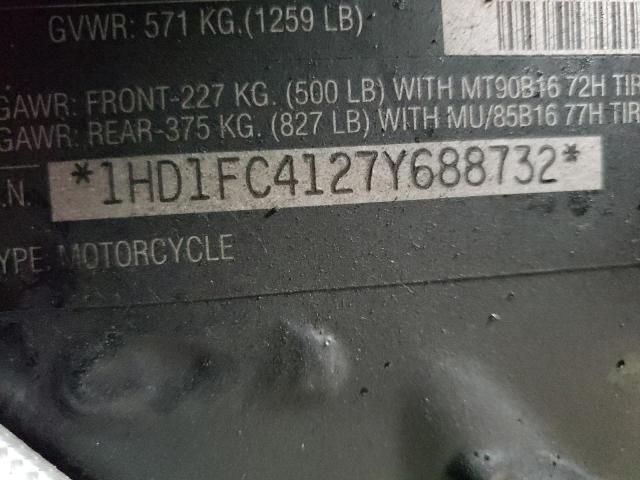 GVWR: 571 KG.(1259 LB)
GAWR: FRONT-227 KG. (500 LB) WITH MT90B16 72H TIR
GAWR: REAR-375 KG. (827 LB) WITH MU/85B16 77H TIR
.N. *1HD1FC4127Y688732*
YPE. MOTORCYCLE